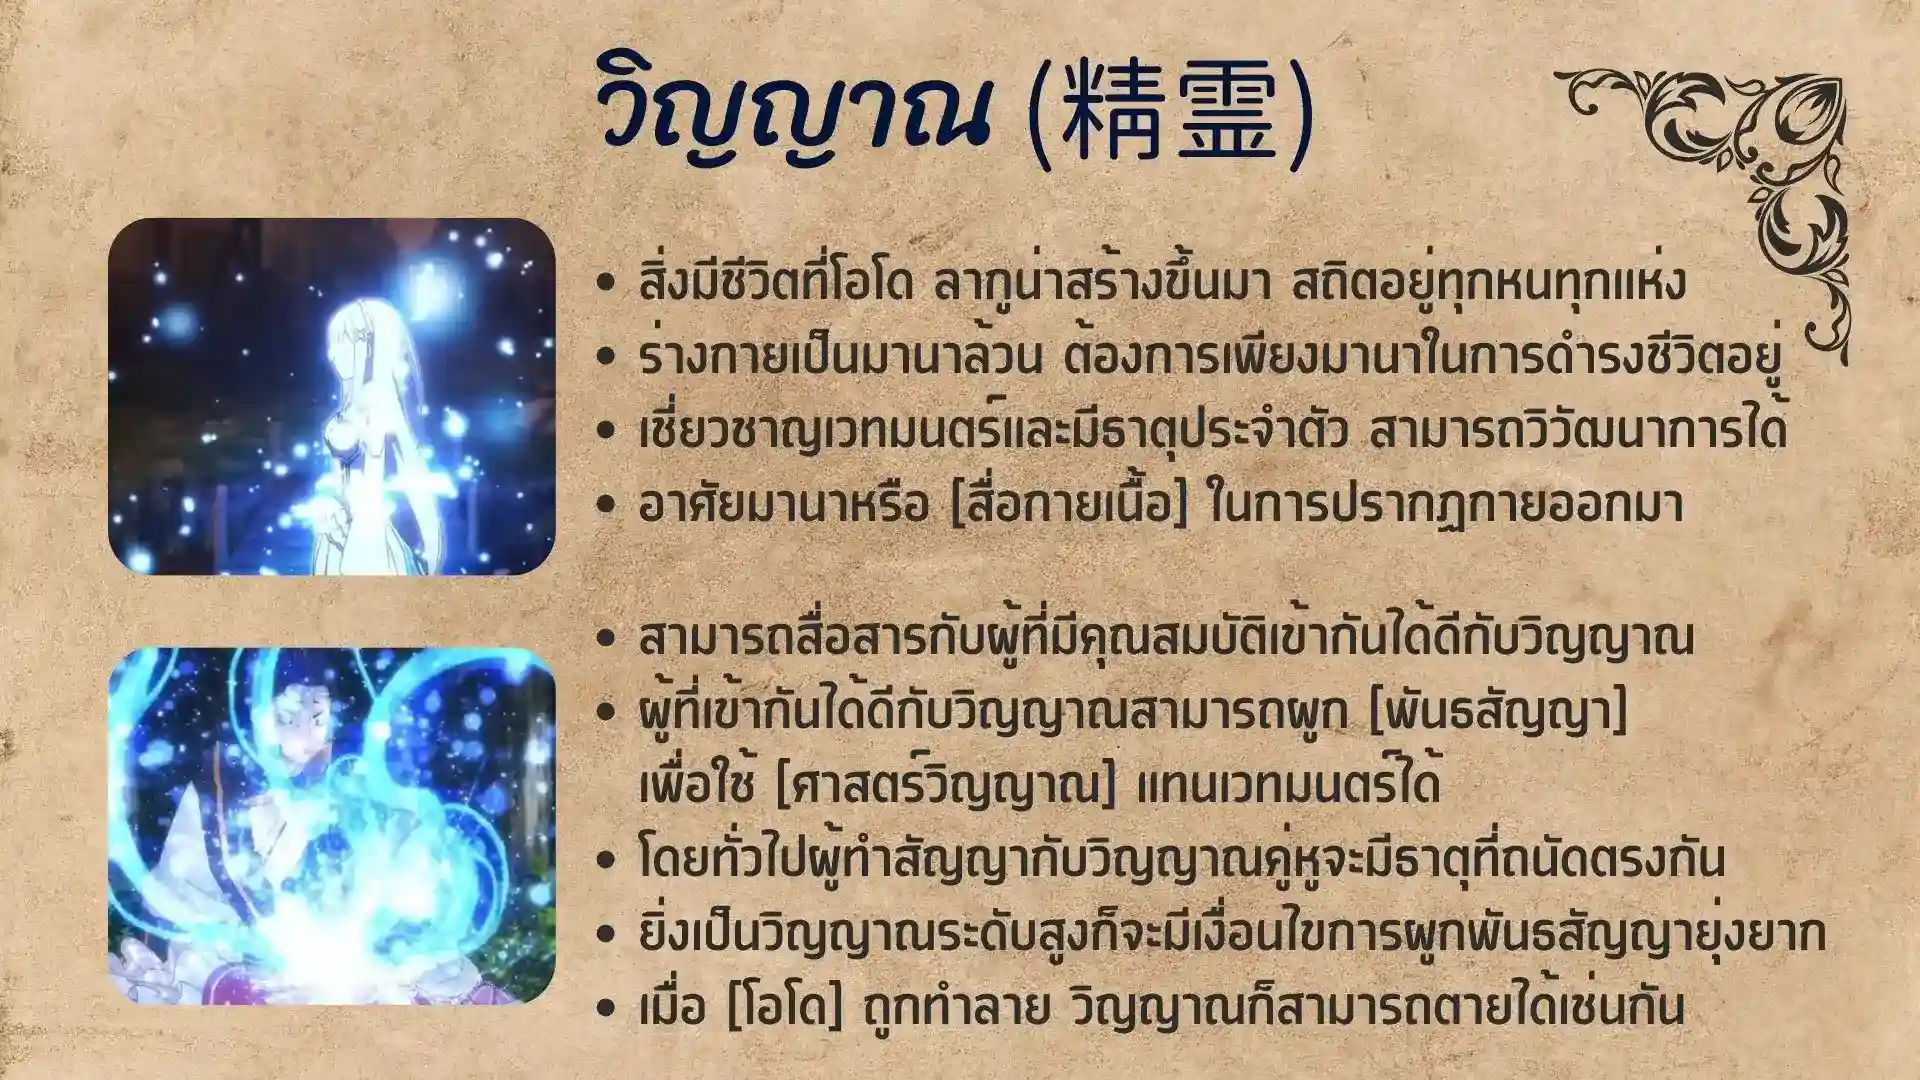 วิญญาณ (精霊)
• สิ่งมีชีวิตที่โอโด ลากูน่าสร้างขึ้นมา สถิตอยู่ทุกหนทุกแห่ง
• ร่างกายเป็นมานาล้วน ต้องการเพียงมานาในการดำรงชีวิตอยู่
• เชี่ยวชาญเวทมนตร์และมีธาตุประจำตัว สามารถวิวัฒนาการได้
• อาศัยมานาหรือ [สื่อกายเนื้อ] ในการปรากฏกายออกมา
• สามารถสื่อสารกับผู้ที่มีคุณสมบัติเข้ากันได้ดีกับวิญญาณ
• ผู้ที่เข้ากันได้ดีกับวิญญาณสามารถผูก [พันธสัญญา]
เพื่อใช้ [ศาสตร์วิญญาณ] แทนเวทมนตร์ได้
• โดยทั่วไปผู้ทำสัญญากับวิญญาณคู่หูจะมีธาตุที่ถนัดตรงกัน
• ยิ่งเป็นวิญญาณระดับสูงก็จะมีเงื่อนไขการผูกพันธสัญญายุ่งยาก
• เมื่อ [โอโด] ถูกทำลาย วิญญาณก็สามารถตายได้เช่นกัน